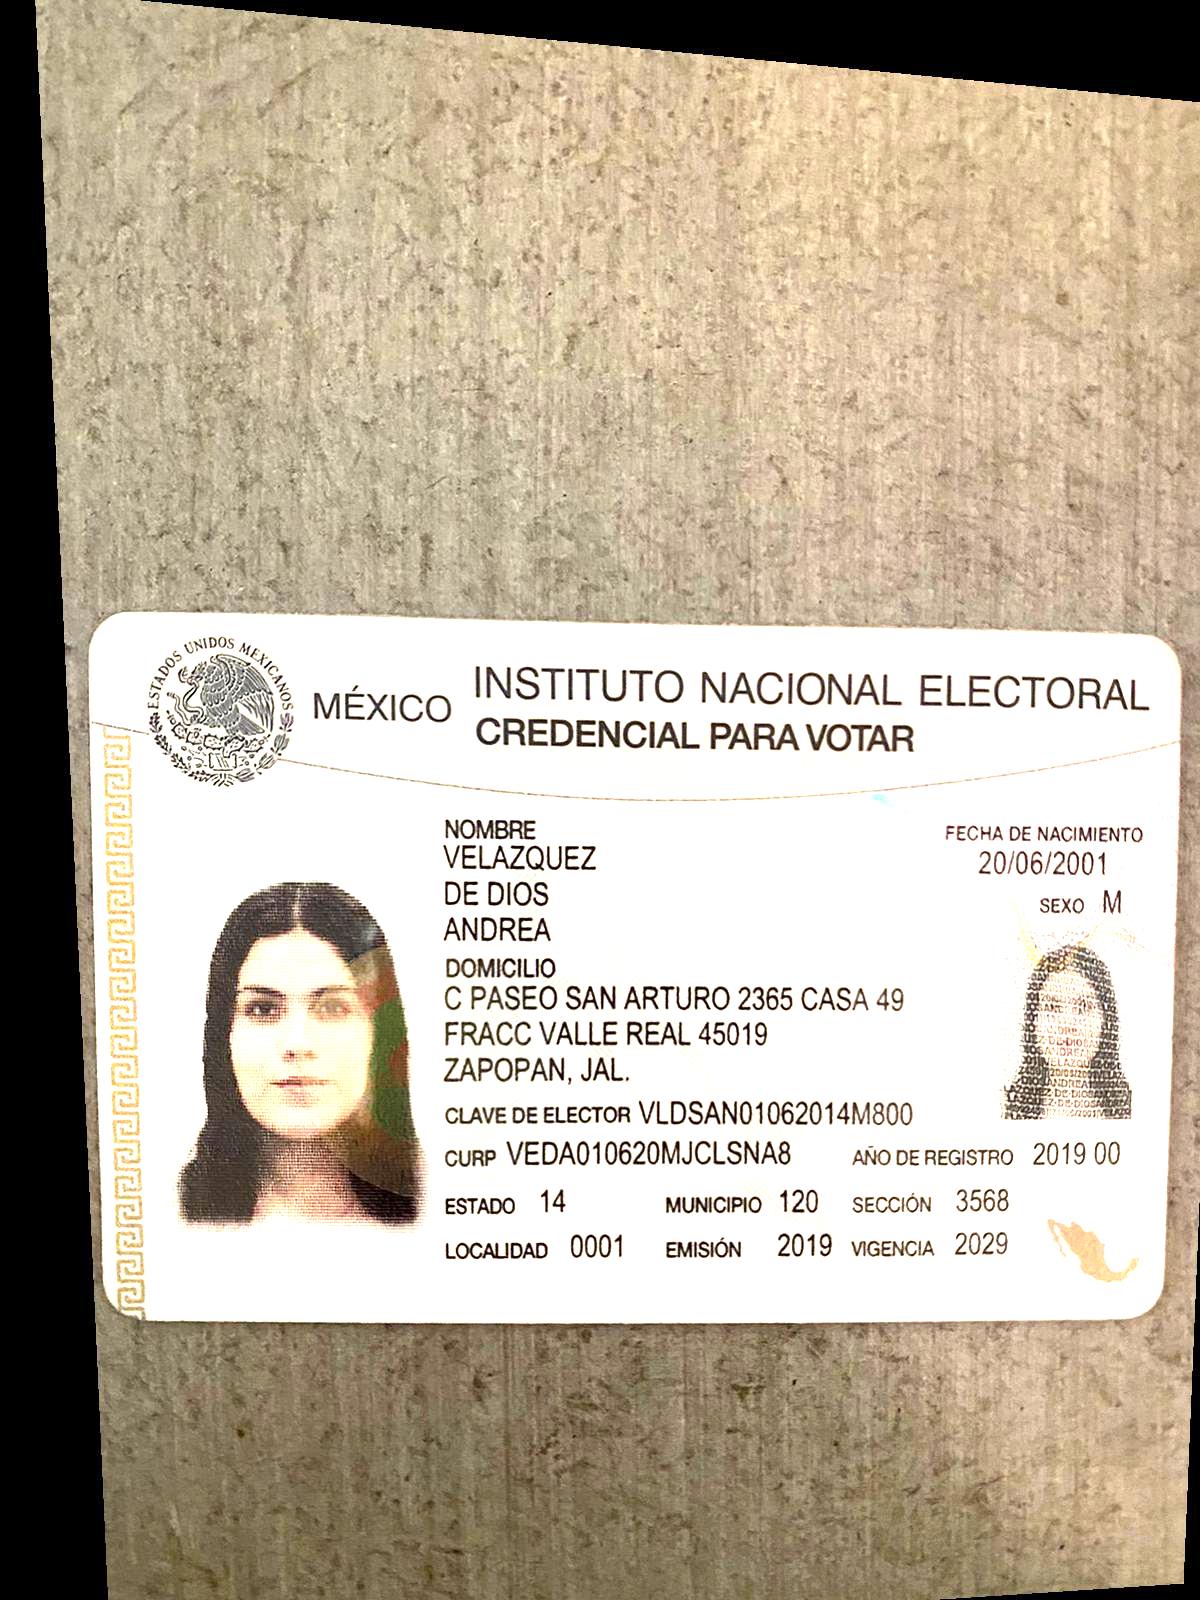 ESTADOS UNIDOS MEXICANOS
MÉXICO
INSTITUTO NACIONAL ELECTORAL
CREDENCIAL PARA VOTAR
NOMBRE
VELAZQUEZ
DE DIOS
ANDREA
FECHA DE NACIMIENTO
20/06/2001
SEXO M
DOMICILIO
C PASEO SAN ARTURO 2365 CASA 49
FRACC VALLE REAL 45019
ZAPOPAN, JAL.
CLAVE DE ELECTOR VLDSAN01062014M800
CURP VEDA010620MJCLSNA8 AÑO DE REGISTRO 2019 00
ESTADO 14 MUNICIPIO 120 SECCIÓN 3568
LOCALIDAD 0001 EMISIÓN 2019 VIGENCIA 2029